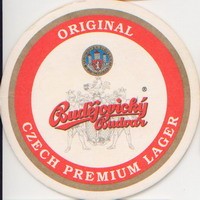 ORIGINAL
Budějovický
Budvar
®
CZECH PREMIUM LAGER